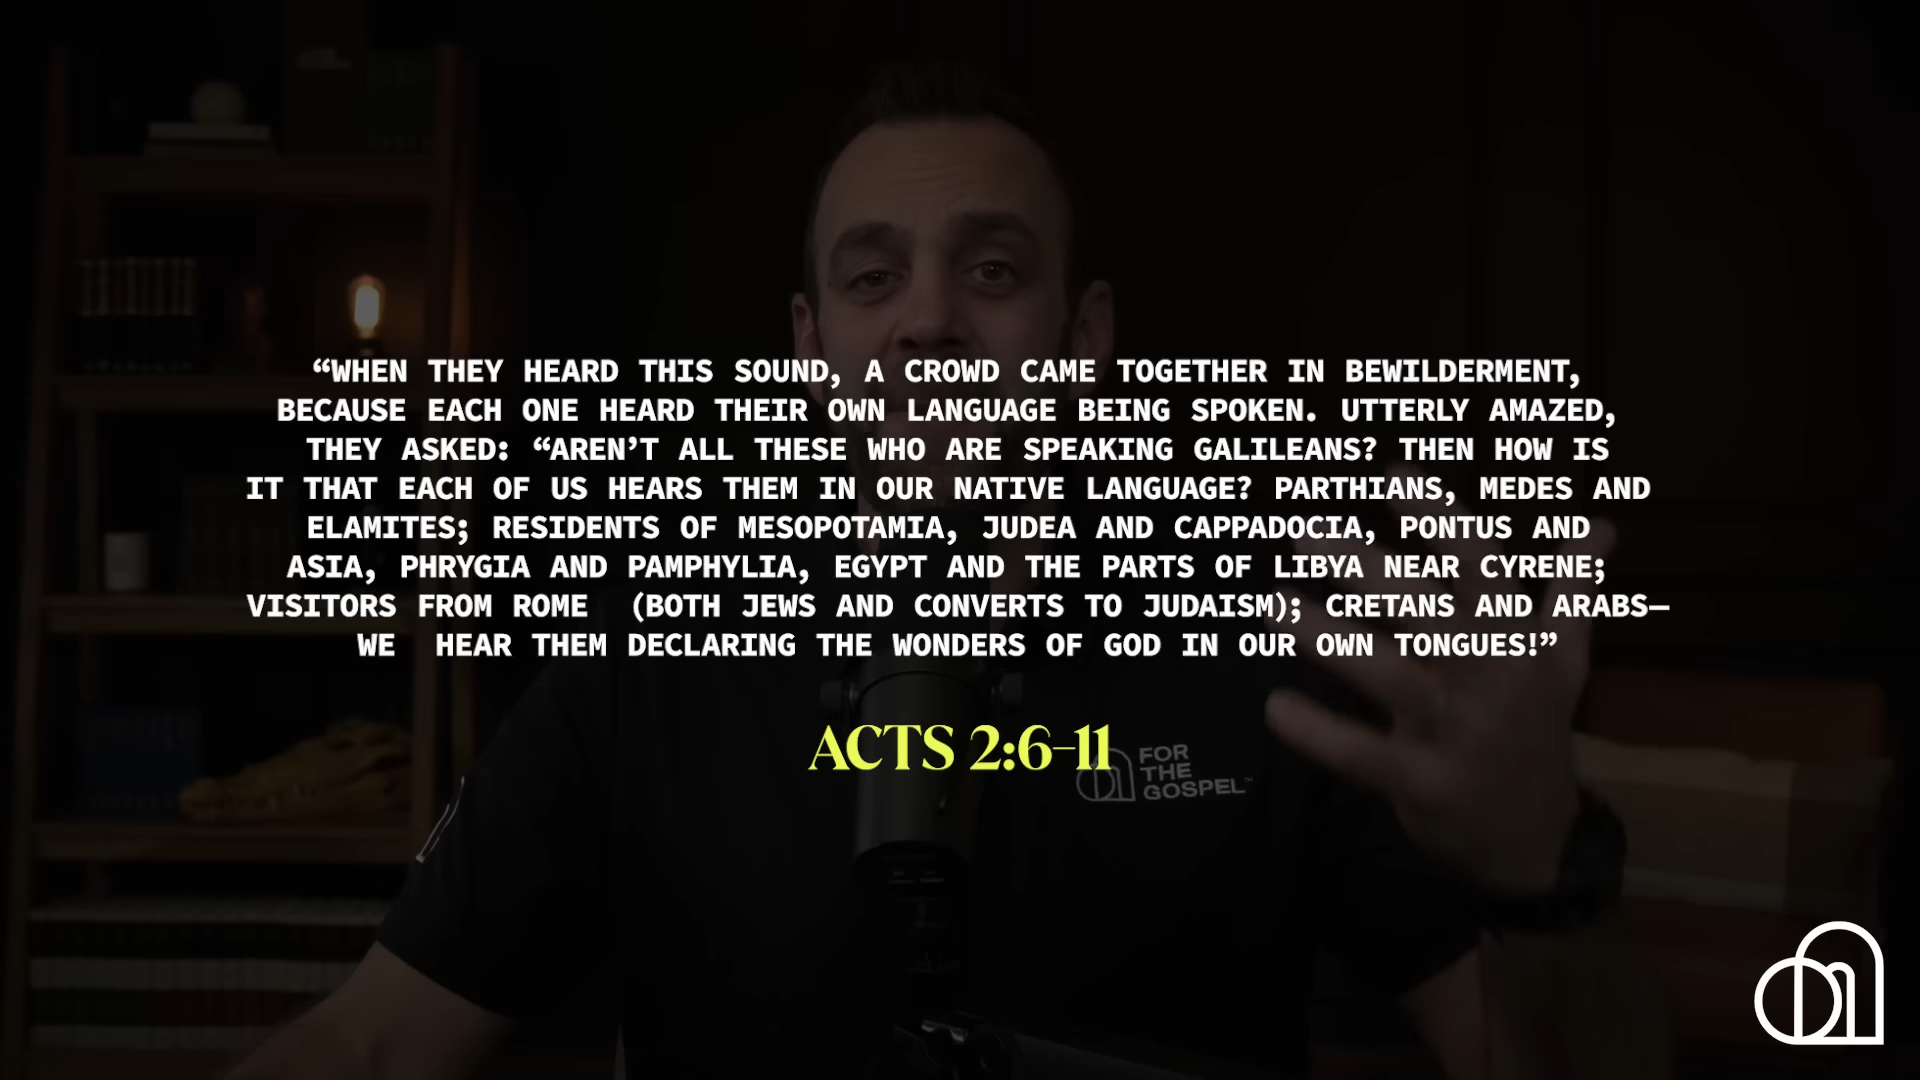 “WHEN THEY HEARD THIS SOUND, A CROWD CAME TOGETHER IN BEWILDERMENT,
BECAUSE EACH ONE HEARD THEIR OWN LANGUAGE BEING SPOKEN. UTTERLY AMAZED,
THEY ASKED: “AREN’T ALL THESE WHO ARE SPEAKING GALILEANS? THEN HOW IS
IT THAT EACH OF US HEARS THEM IN OUR NATIVE LANGUAGE? PARTHIANS, MEDES AND
ELAMITES; RESIDENTS OF MESOPOTAMIA, JUDEA AND CAPPADOCIA, PONTUS AND
ASIA, PHRYGIA AND PAMPHYLIA, EGYPT AND THE PARTS OF LIBYA NEAR CYRENE;
VISITORS FROM ROME (BOTH JEWS AND CONVERTS TO JUDAISM); CRETANS AND ARABS—
WE HEAR THEM DECLARING THE WONDERS OF GOD IN OUR OWN TONGUES!”
ACTS 2:6–11
FOR
THE
GOSPEL™